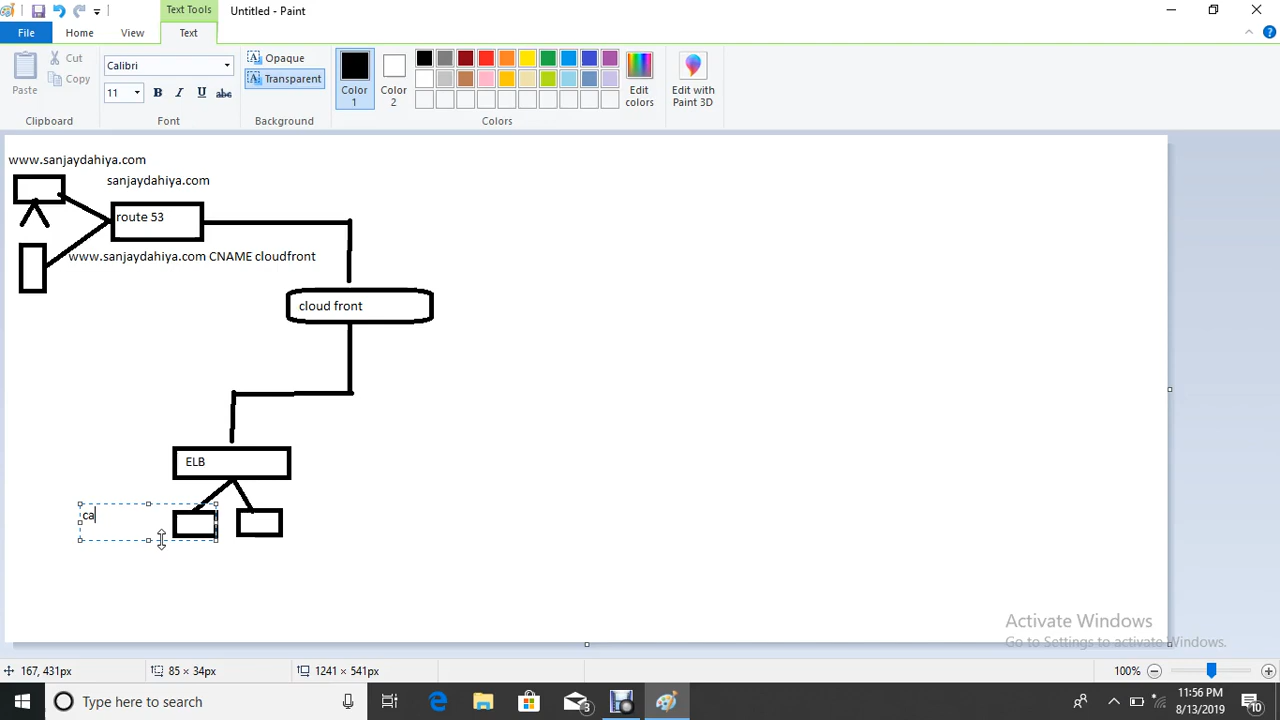 Text Tools
Untitled - Paint
File
Home
View
Text
Paste
Cut
Copy
Clipboard
Calibri
11
B
I
U
abc
Font
Opaque
Transparent
Background
Color 1
Color 2
Edit colors
Edit with Paint 3D
Colors
www.sanjaydahiya.com
sanjaydahiya.com
route 53
www.sanjaydahiya.com CNAME cloudfront
cloud front
ELB
ca
Activate Windows
Go to Settings to activate Windows.
167, 431px
85 × 34px
1241 × 541px
100%
Type here to search
3
11:56 PM
8/13/2019
10